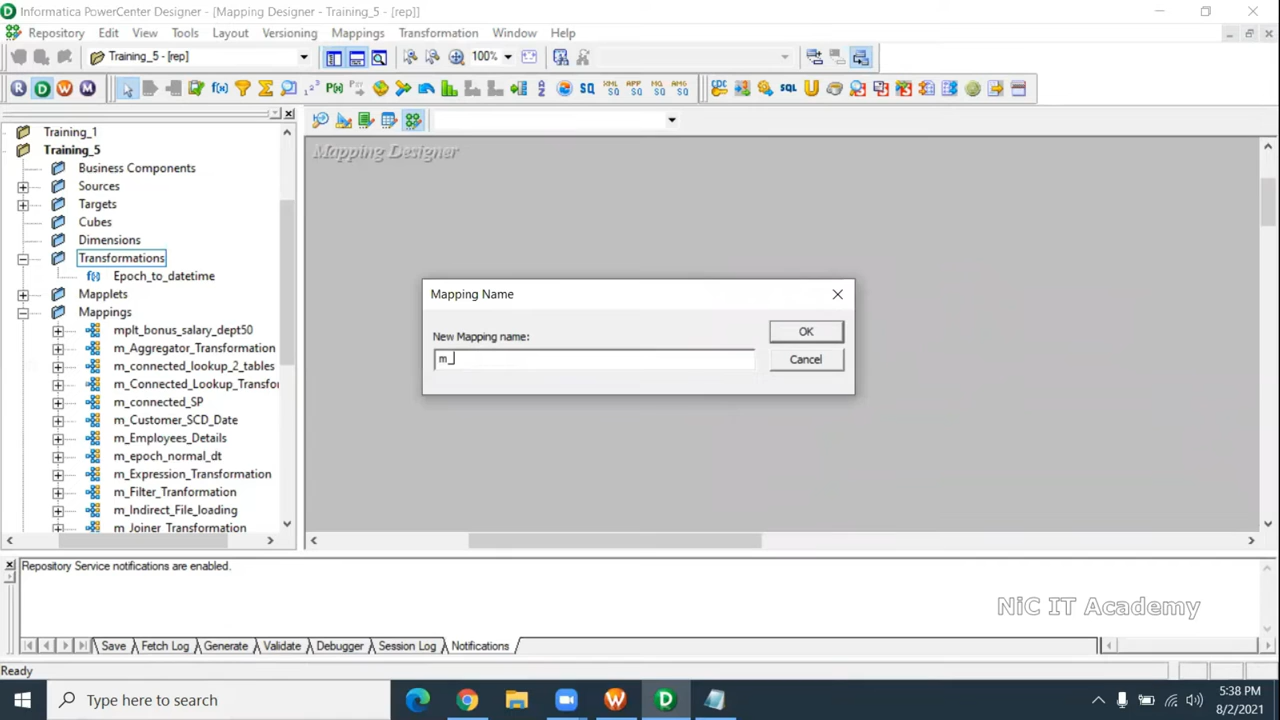 Informatica PowerCenter Designer - [Mapping Designer - Training_5 - [rep]]
Repository Edit View Tools Layout Versioning Mappings Transformation Window Help
Training_5 - [rep]
100%
Mapping Designer
Training_1
Training_5
Business Components
Sources
Targets
Cubes
Dimensions
Transformations
Epoch_to_datetime
Mapplets
Mappings
mplt_bonus_salary_dept50
m_Aggregator_Transformation
m_connected_lookup_2_tables
m_Connected_Lookup_Transfo
m_connected_SP
m_Customer_SCD_Date
m_Employees_Details
m_epoch_normal_dt
m_Expression_Transformation
m_Filter_Tranformation
m_Indirect_File_loading
m_Joiner_Transformation
Mapping Name
New Mapping name:
m_
OK
Cancel
Repository Service notifications are enabled.
NiC IT Academy
Save Fetch Log Generate Validate Debugger Session Log Notifications
Ready
Type here to search
5:38 PM
8/2/2021